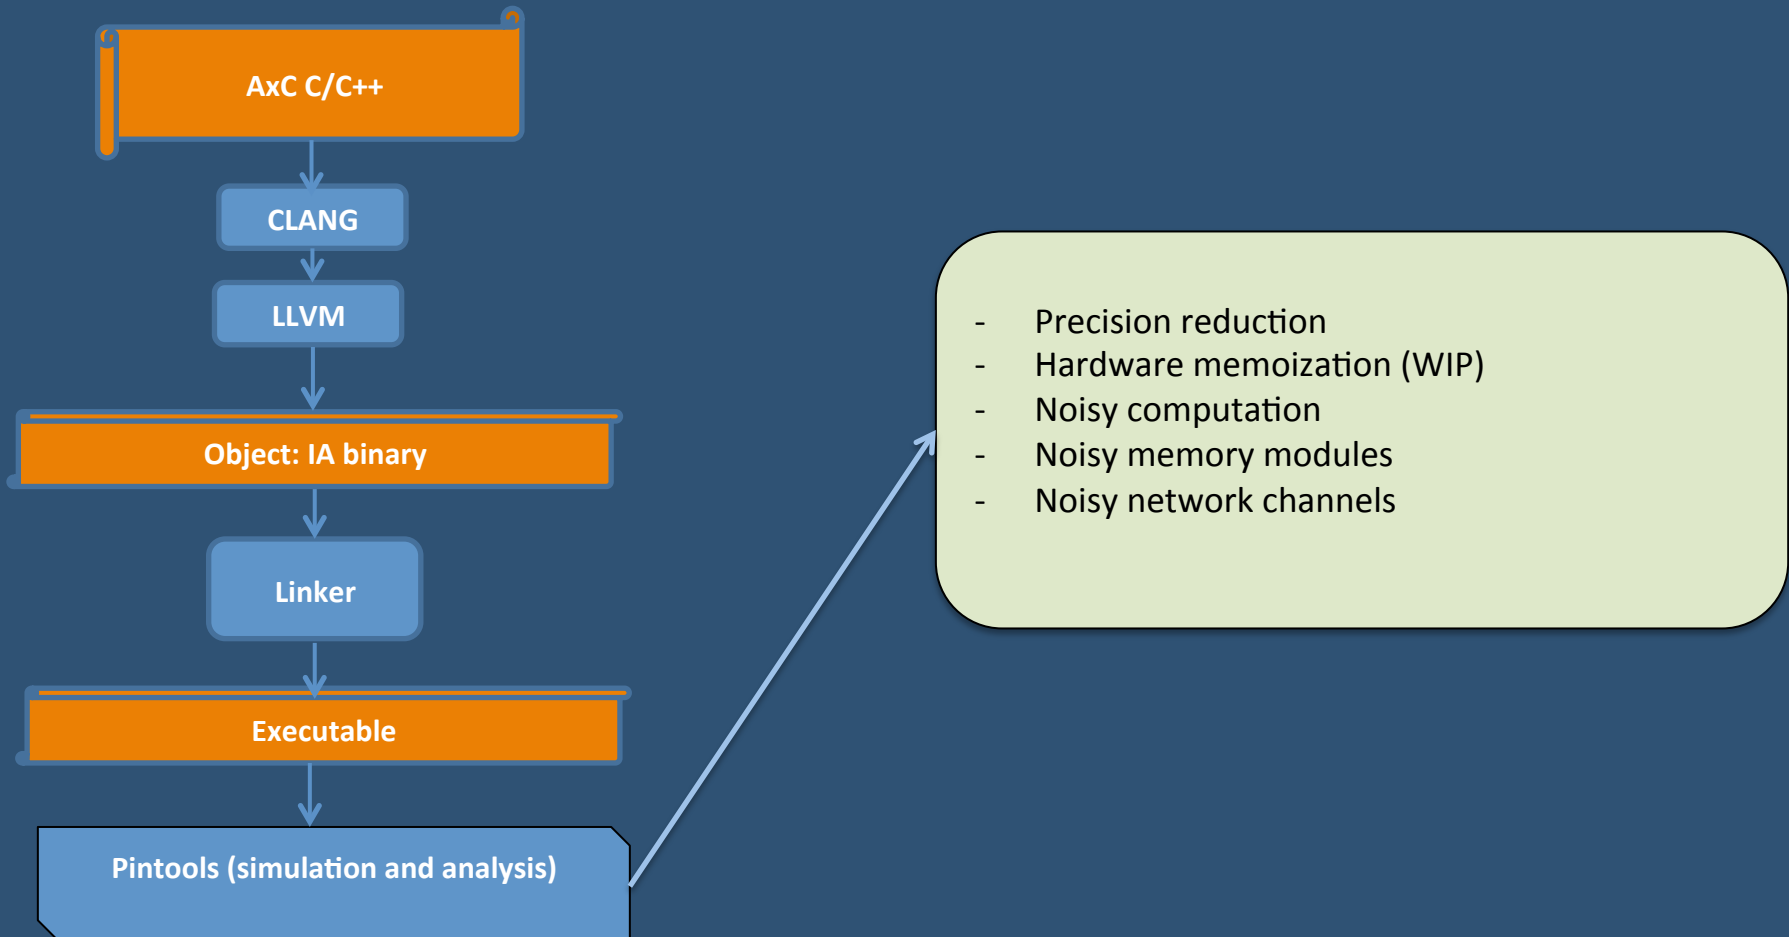 AxC C/C++
CLANG
LLVM
Object: IA binary
Linker
Executable
Pintools (simulation and analysis)
- Precision reduction
- Hardware memoization (WIP)
- Noisy computation
- Noisy memory modules
- Noisy network channels